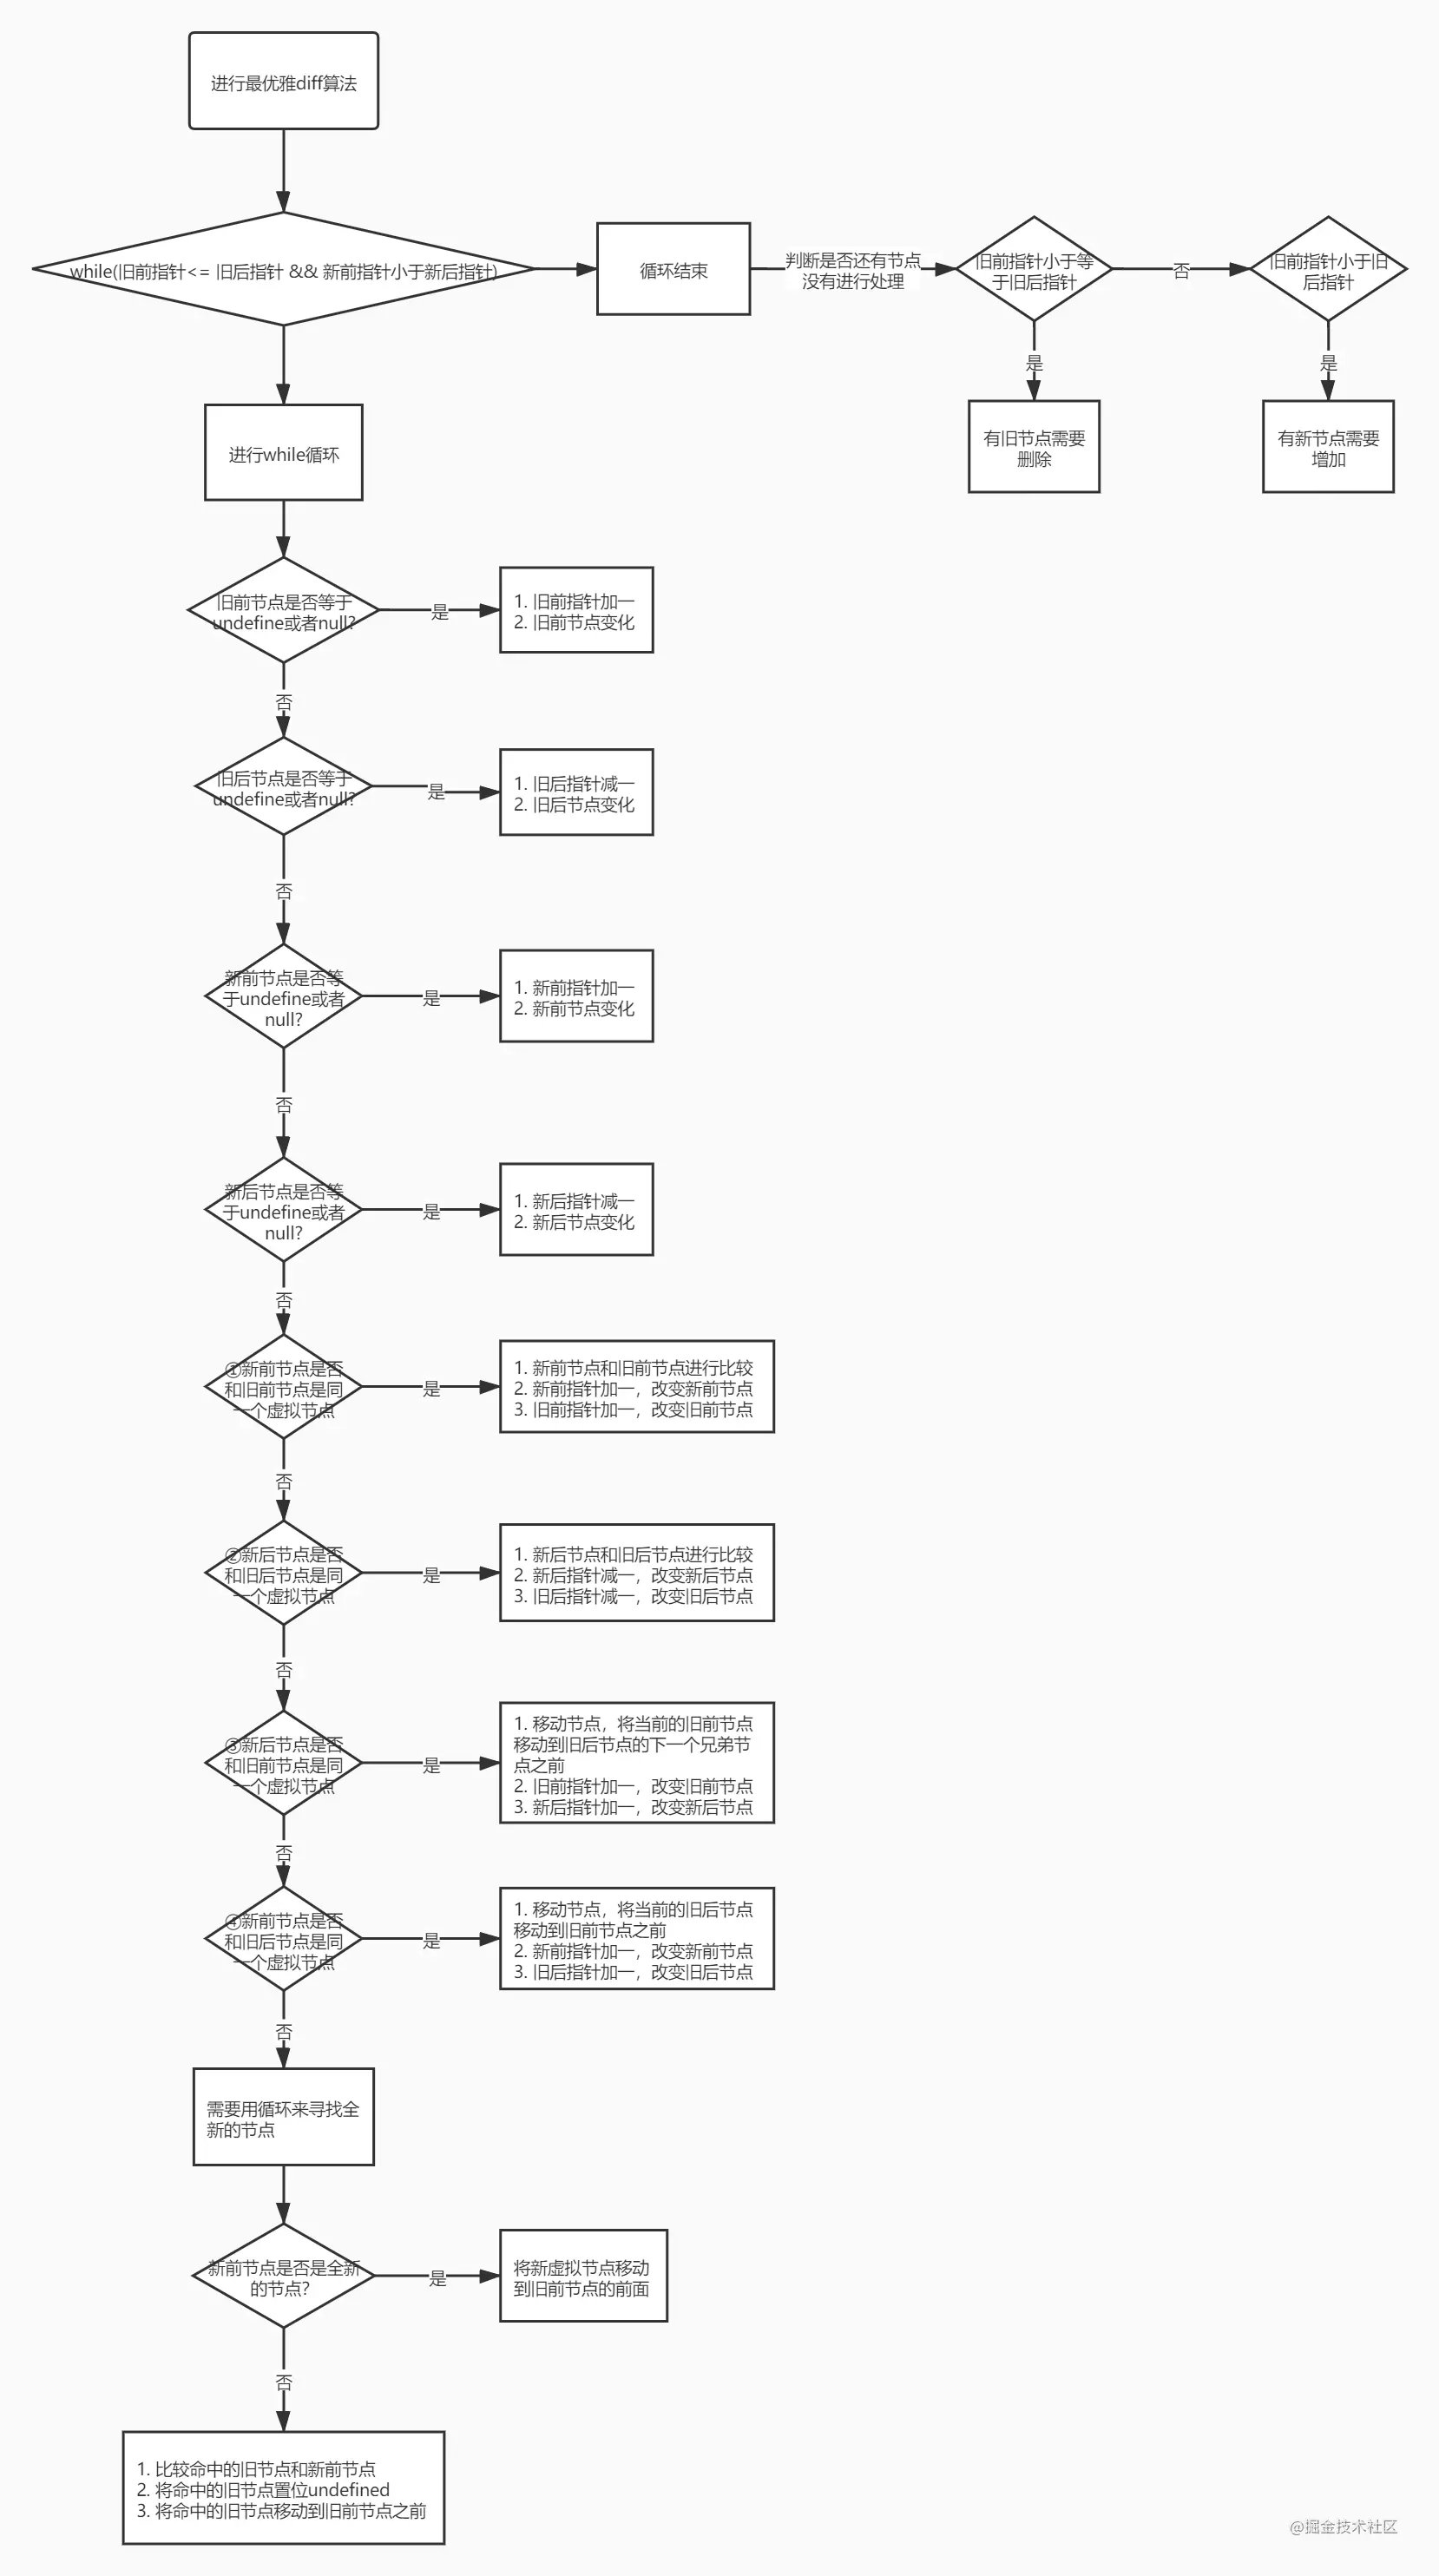 进行最优雅diff算法
while(旧前指针<= 旧后指针 && 新前指针小于新后指针)
循环结束
判断是否还有节点
没有进行处理
旧前指针小于等
于旧后指针
否
旧前指针小于旧
后指针
是
是
有旧节点需要
删除
有新节点需要
增加
进行while循环
旧前节点是否等于
undefine或者null?
是
1. 旧前指针加一
2. 旧前节点变化
否
旧后节点是否等于
undefine或者null?
是
1. 旧后指针减一
2. 旧后节点变化
否
新前节点是否等
于undefine或者
null?
是
1. 新前指针加一
2. 新前节点变化
否
新后节点是否等
于undefine或者
null?
是
1. 新后指针减一
2. 新后节点变化
否
①新前节点是否
和旧前节点是同
一个虚拟节点
是
1. 新前节点和旧前节点进行比较
2. 新前指针加一，改变新前节点
3. 旧前指针加一，改变旧前节点
否
②新后节点是否
和旧后节点是同
一个虚拟节点
是
1. 新后节点和旧后节点进行比较
2. 新后指针减一，改变新后节点
3. 旧后指针减一，改变旧后节点
否
③新后节点是否
和旧前节点是同
一个虚拟节点
是
1. 移动节点，将当前的旧前节点
移动到旧后节点的下一个兄弟节
点之前
2. 旧前指针加一，改变旧前节点
3. 新后指针加一，改变新后节点
否
④新前节点是否
和旧后节点是同
一个虚拟节点
是
1. 移动节点，将当前的旧后节点
移动到旧前节点之前
2. 新前指针加一，改变新前节点
3. 旧后指针加一，改变旧后节点
否
需要用循环来寻找全
新的节点
新前节点是否是全新
的节点?
是
将新虚拟节点移动
到旧前节点的前面
否
1. 比较命中的旧节点和新前节点
2. 将命中的旧节点置位undefined
3. 将命中的旧节点移动到旧前节点之前
@掘金技术社区